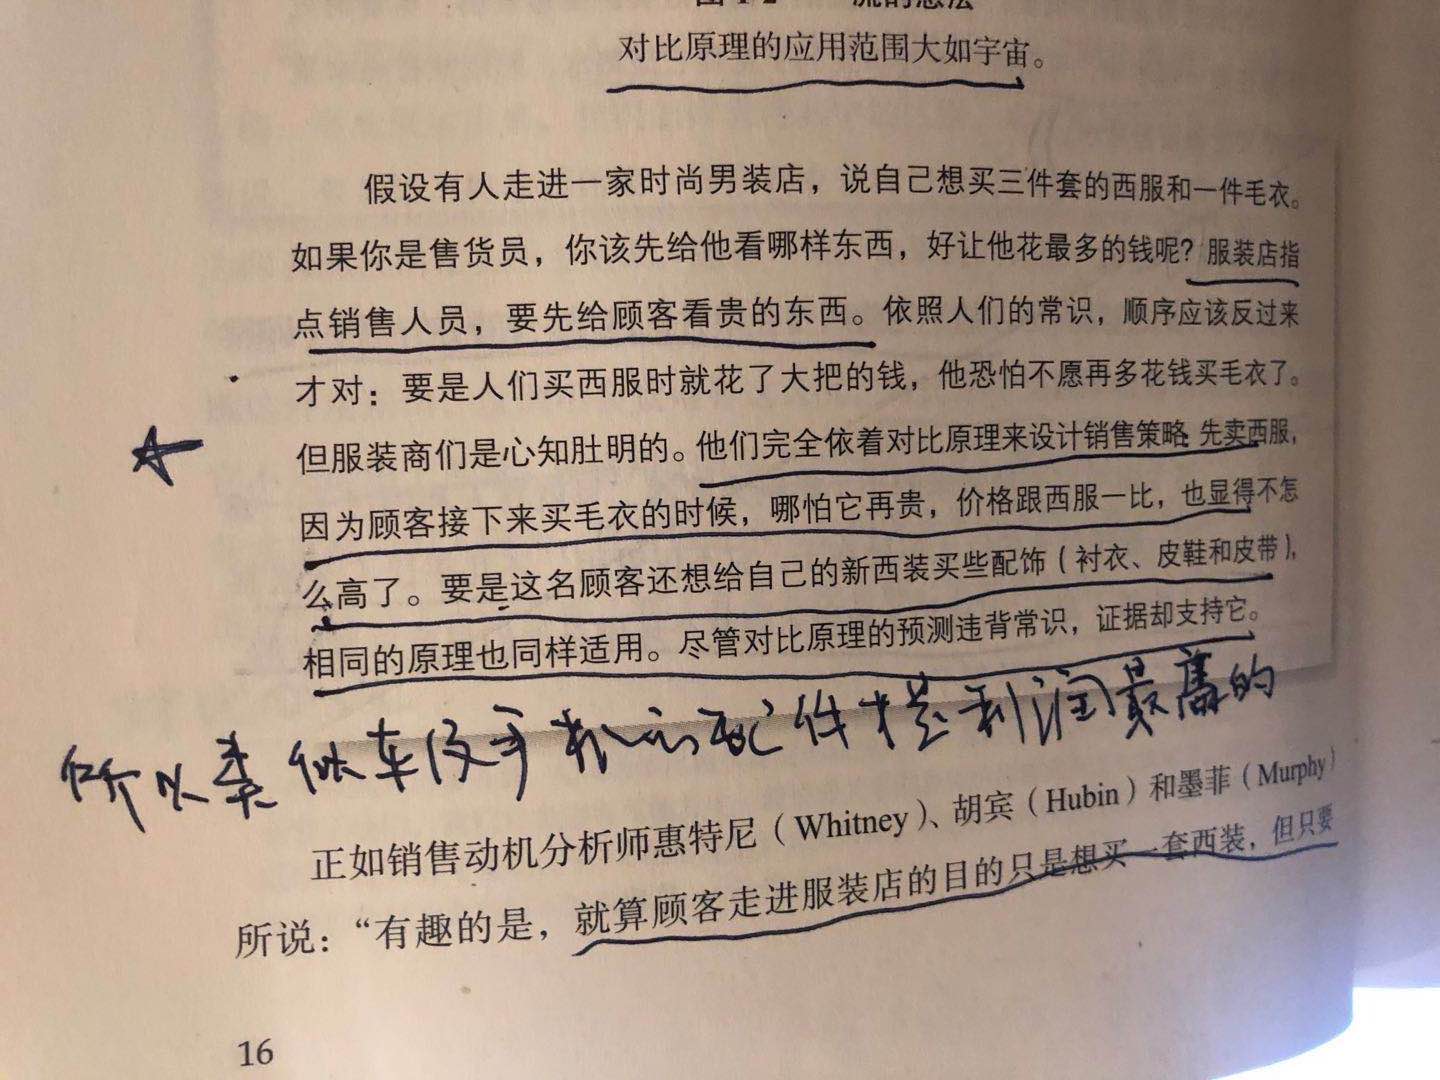 流的想法
对比原理的应用范围大如宇宙。
假设有人走进一家时尚男装店，说自己想买三件套的西服和一件毛衣。
如果你是售货员，你该先给他看哪样东西，好让他花最多的钱呢？服装店指
点销售人员，要先给顾客看贵的东西。依照人们的常识，顺序应该反过来
才对：要是人们买西服时就花了大把的钱，他恐怕不愿再多花钱买毛衣了。
但服装商们是心知肚明的。他们完全依着对比原理来设计销售策略：先卖西服，
因为顾客接下来买毛衣的时候，哪怕它再贵，价格跟西服一比，也显得不怎
么高了。要是这名顾客还想给自己的新西装买些配饰（衬衣、皮鞋和皮带），
相同的原理也同样适用。尽管对比原理的预测违背常识，证据却支持它。
所以类似车及手机的配件才是利润最高的
正如销售动机分析师惠特尼（Whitney）、胡宾（Hubin）和墨菲（Murphy）
所说：“有趣的是，就算顾客走进服装店的目的只是想买一套西装，但只要
16